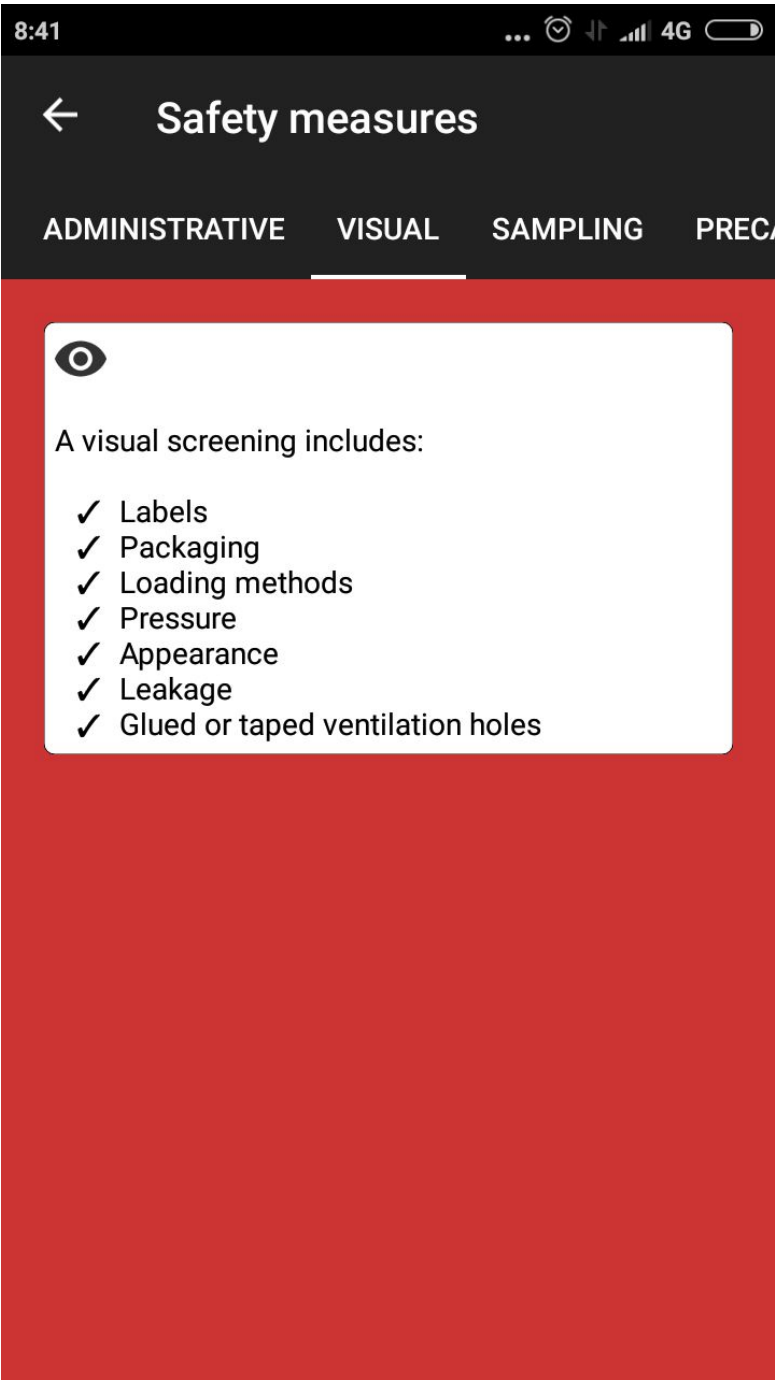 8:41
... 4G
Safety measures
ADMINISTRATIVE VISUAL SAMPLING PRECA
A visual screening includes:
✓ Labels
✓ Packaging
✓ Loading methods
✓ Pressure
✓ Appearance
✓ Leakage
✓ Glued or taped ventilation holes